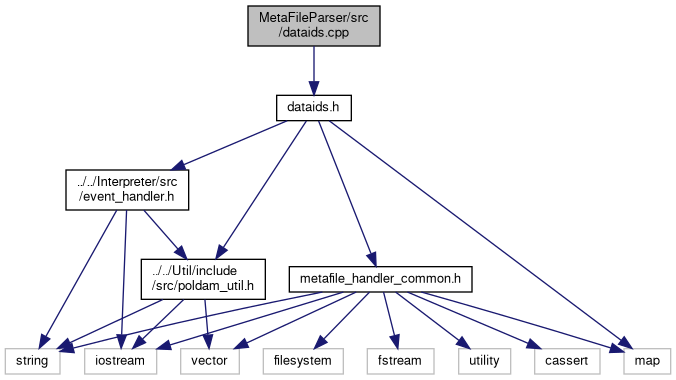 MetaFileParser/src
/dataids.cpp
dataids.h
../../Interpreter/src
/event_handler.h
../../Util/include
/src/poldam_util.h
metafile_handler_common.h
string
iostream
vector
filesystem
fstream
utility
cassert
map